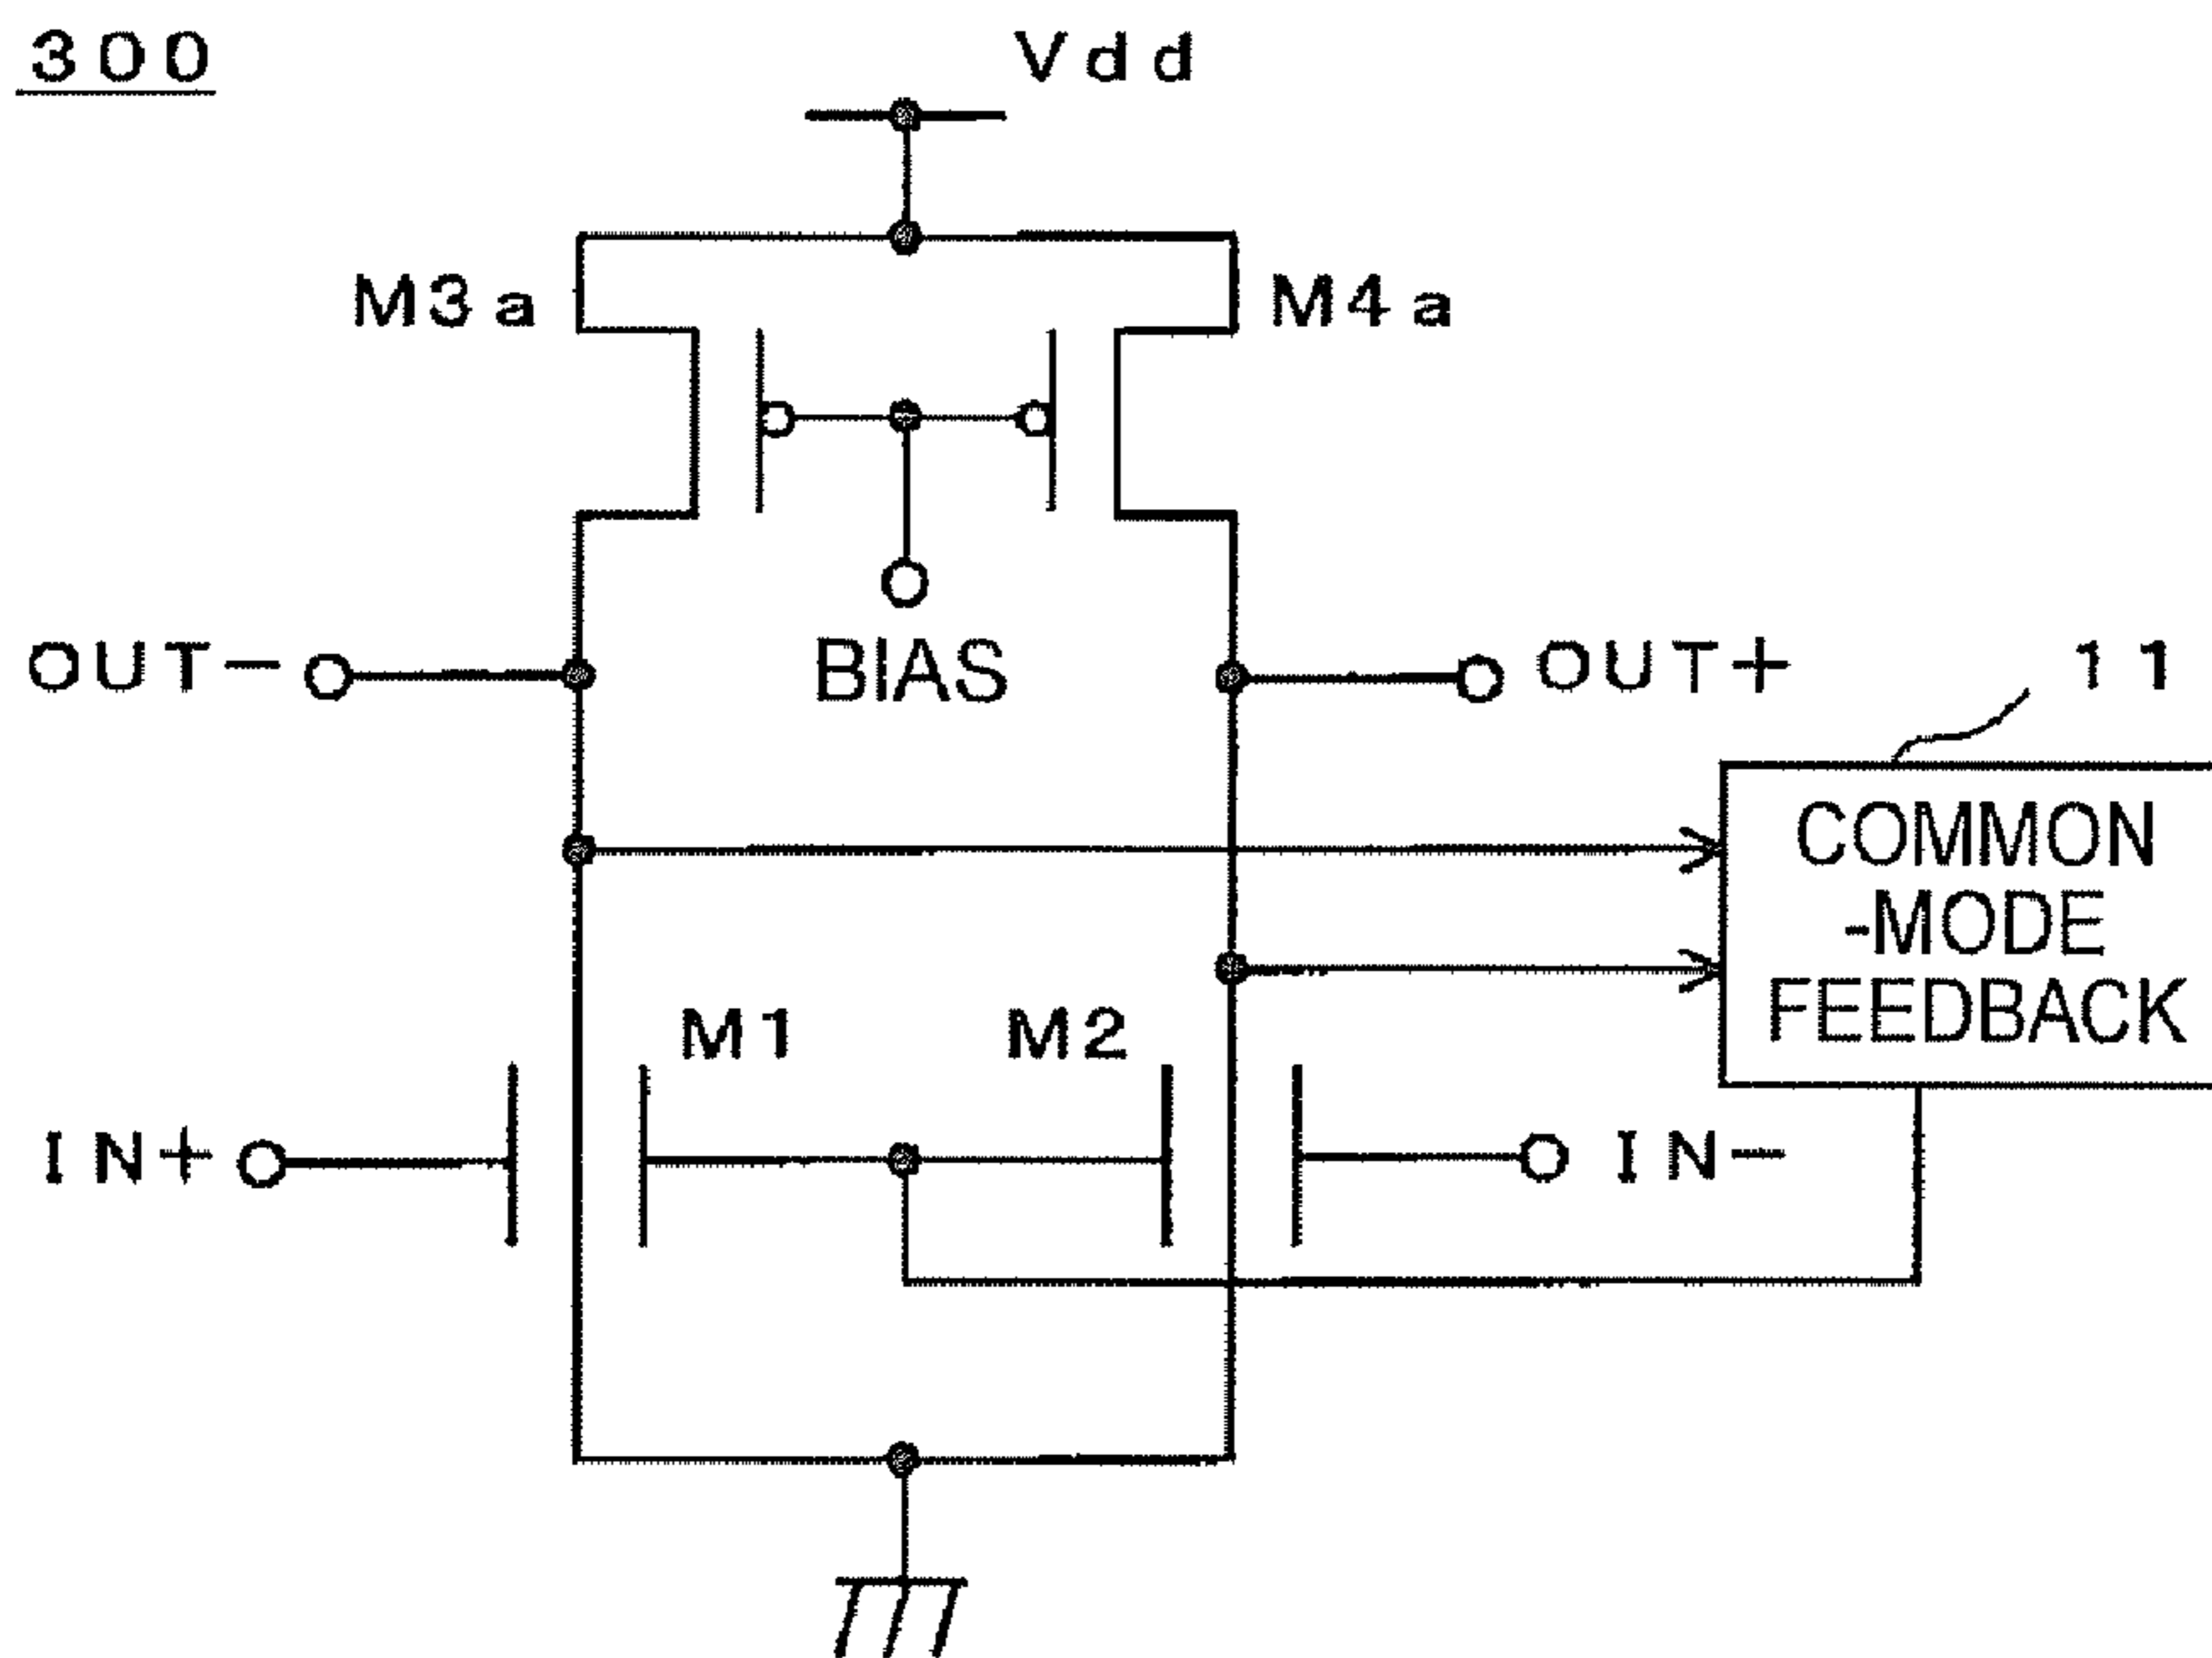 300
Vdd
M3a
M4a
OUT-
BIAS
OUT+
11
COMMON
-MODE
FEEDBACK
M1
M2
IN+
IN-